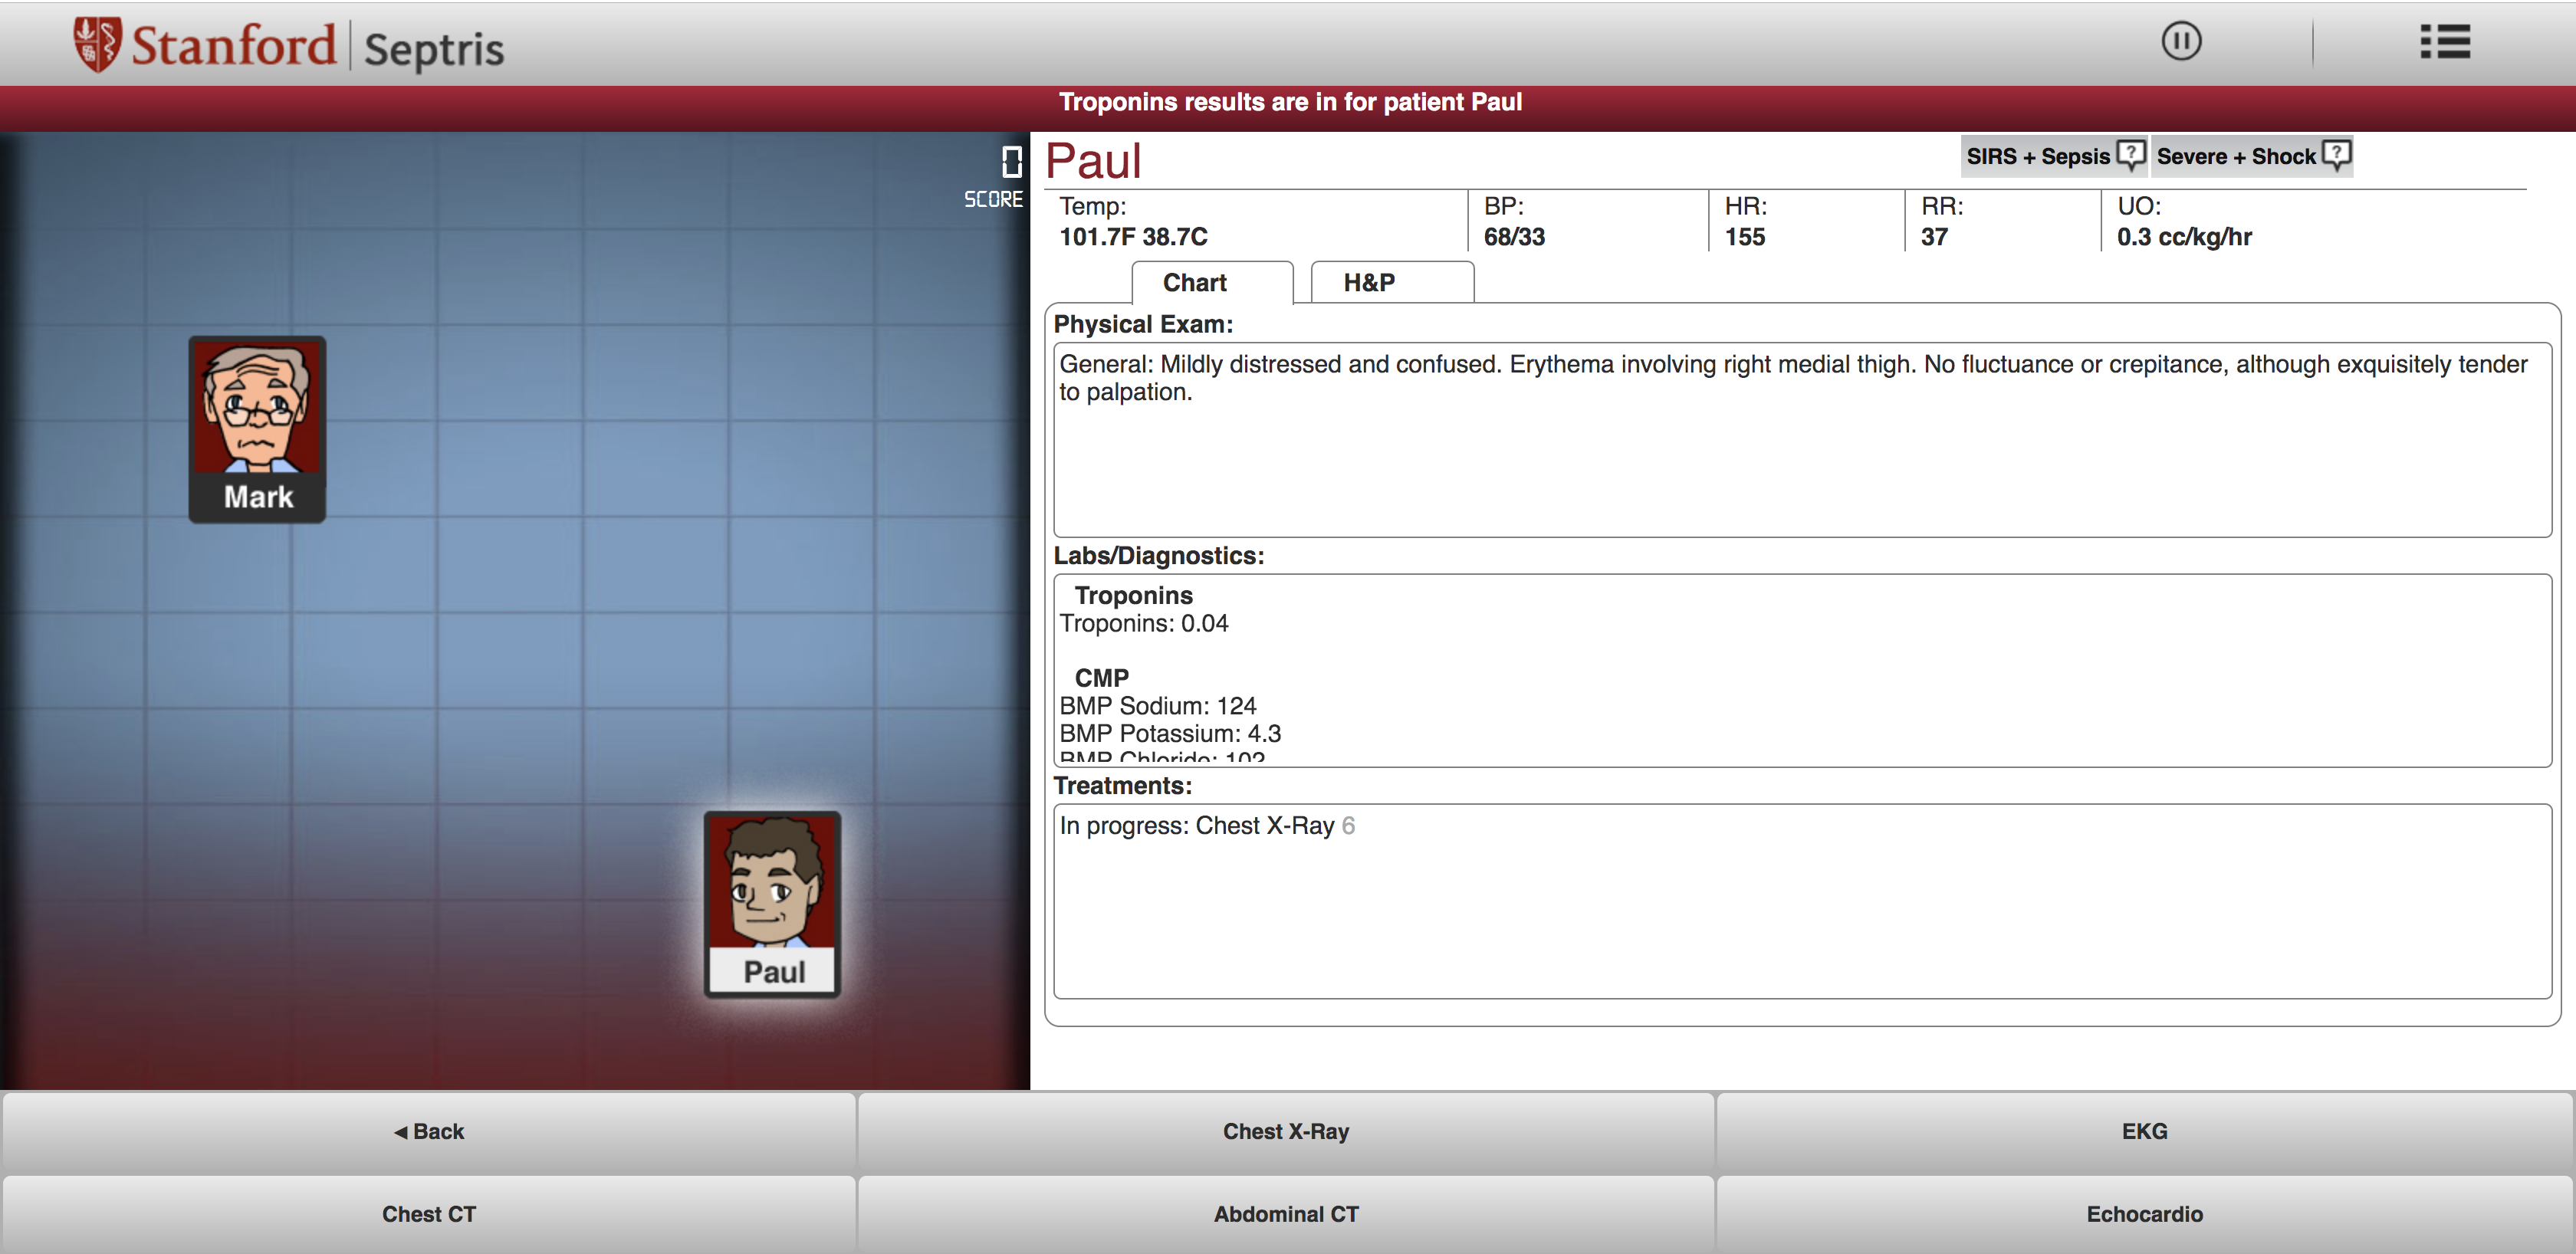 Stanford | Septris
Troponins results are in for patient Paul
0
SCORE
Mark
Paul
Paul
SIRS + Sepsis ?
Severe + Shock ?
Temp:
101.7F 38.7C
BP:
68/33
HR:
155
RR:
37
UO:
0.3 cc/kg/hr
Chart
H&P
Physical Exam:
General: Mildly distressed and confused. Erythema involving right medial thigh. No fluctuance or crepitance, although exquisitely tender
to palpation.
Labs/Diagnostics:
Troponins
Troponins: 0.04
CMP
BMP Sodium: 124
BMP Potassium: 4.3
BMP Chloride: 102
Treatments:
In progress: Chest X-Ray 6
◄ Back
Chest X-Ray
EKG
Chest CT
Abdominal CT
Echocardio